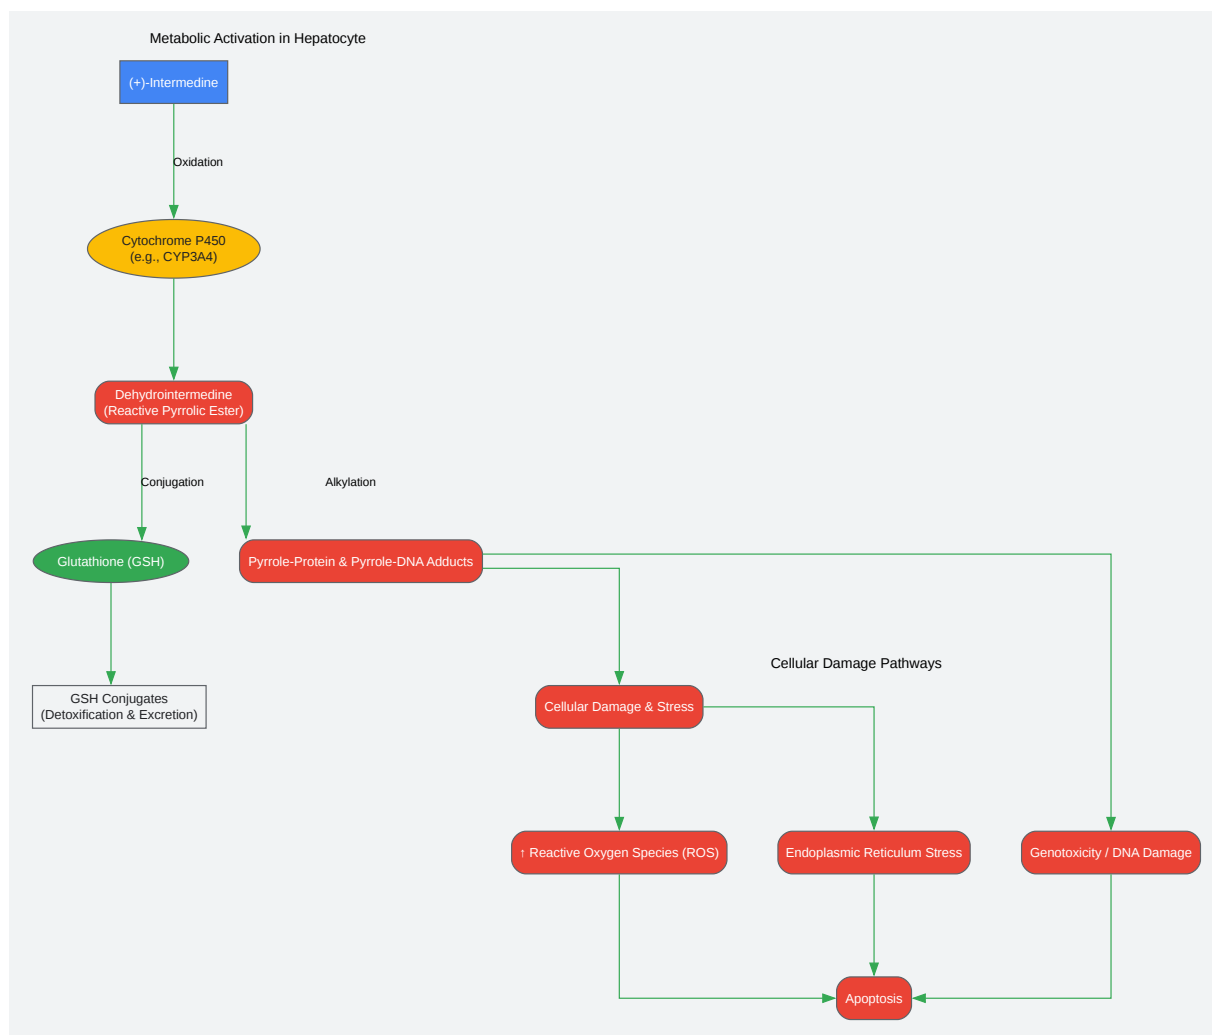 Metabolic Activation in Hepatocyte
(+)-Intermedine
Oxidation
Cytochrome P450
(e.g., CYP3A4)
Dehydrointermedine
(Reactive Pyrrolic Ester)
Conjugation
Alkylation
Glutathione (GSH)
Pyrrole-Protein & Pyrrole-DNA Adducts
Cellular Damage Pathways
GSH Conjugates
(Detoxification & Excretion)
Cellular Damage & Stress
↑ Reactive Oxygen Species (ROS)
Endoplasmic Reticulum Stress
Genotoxicity / DNA Damage
Apoptosis